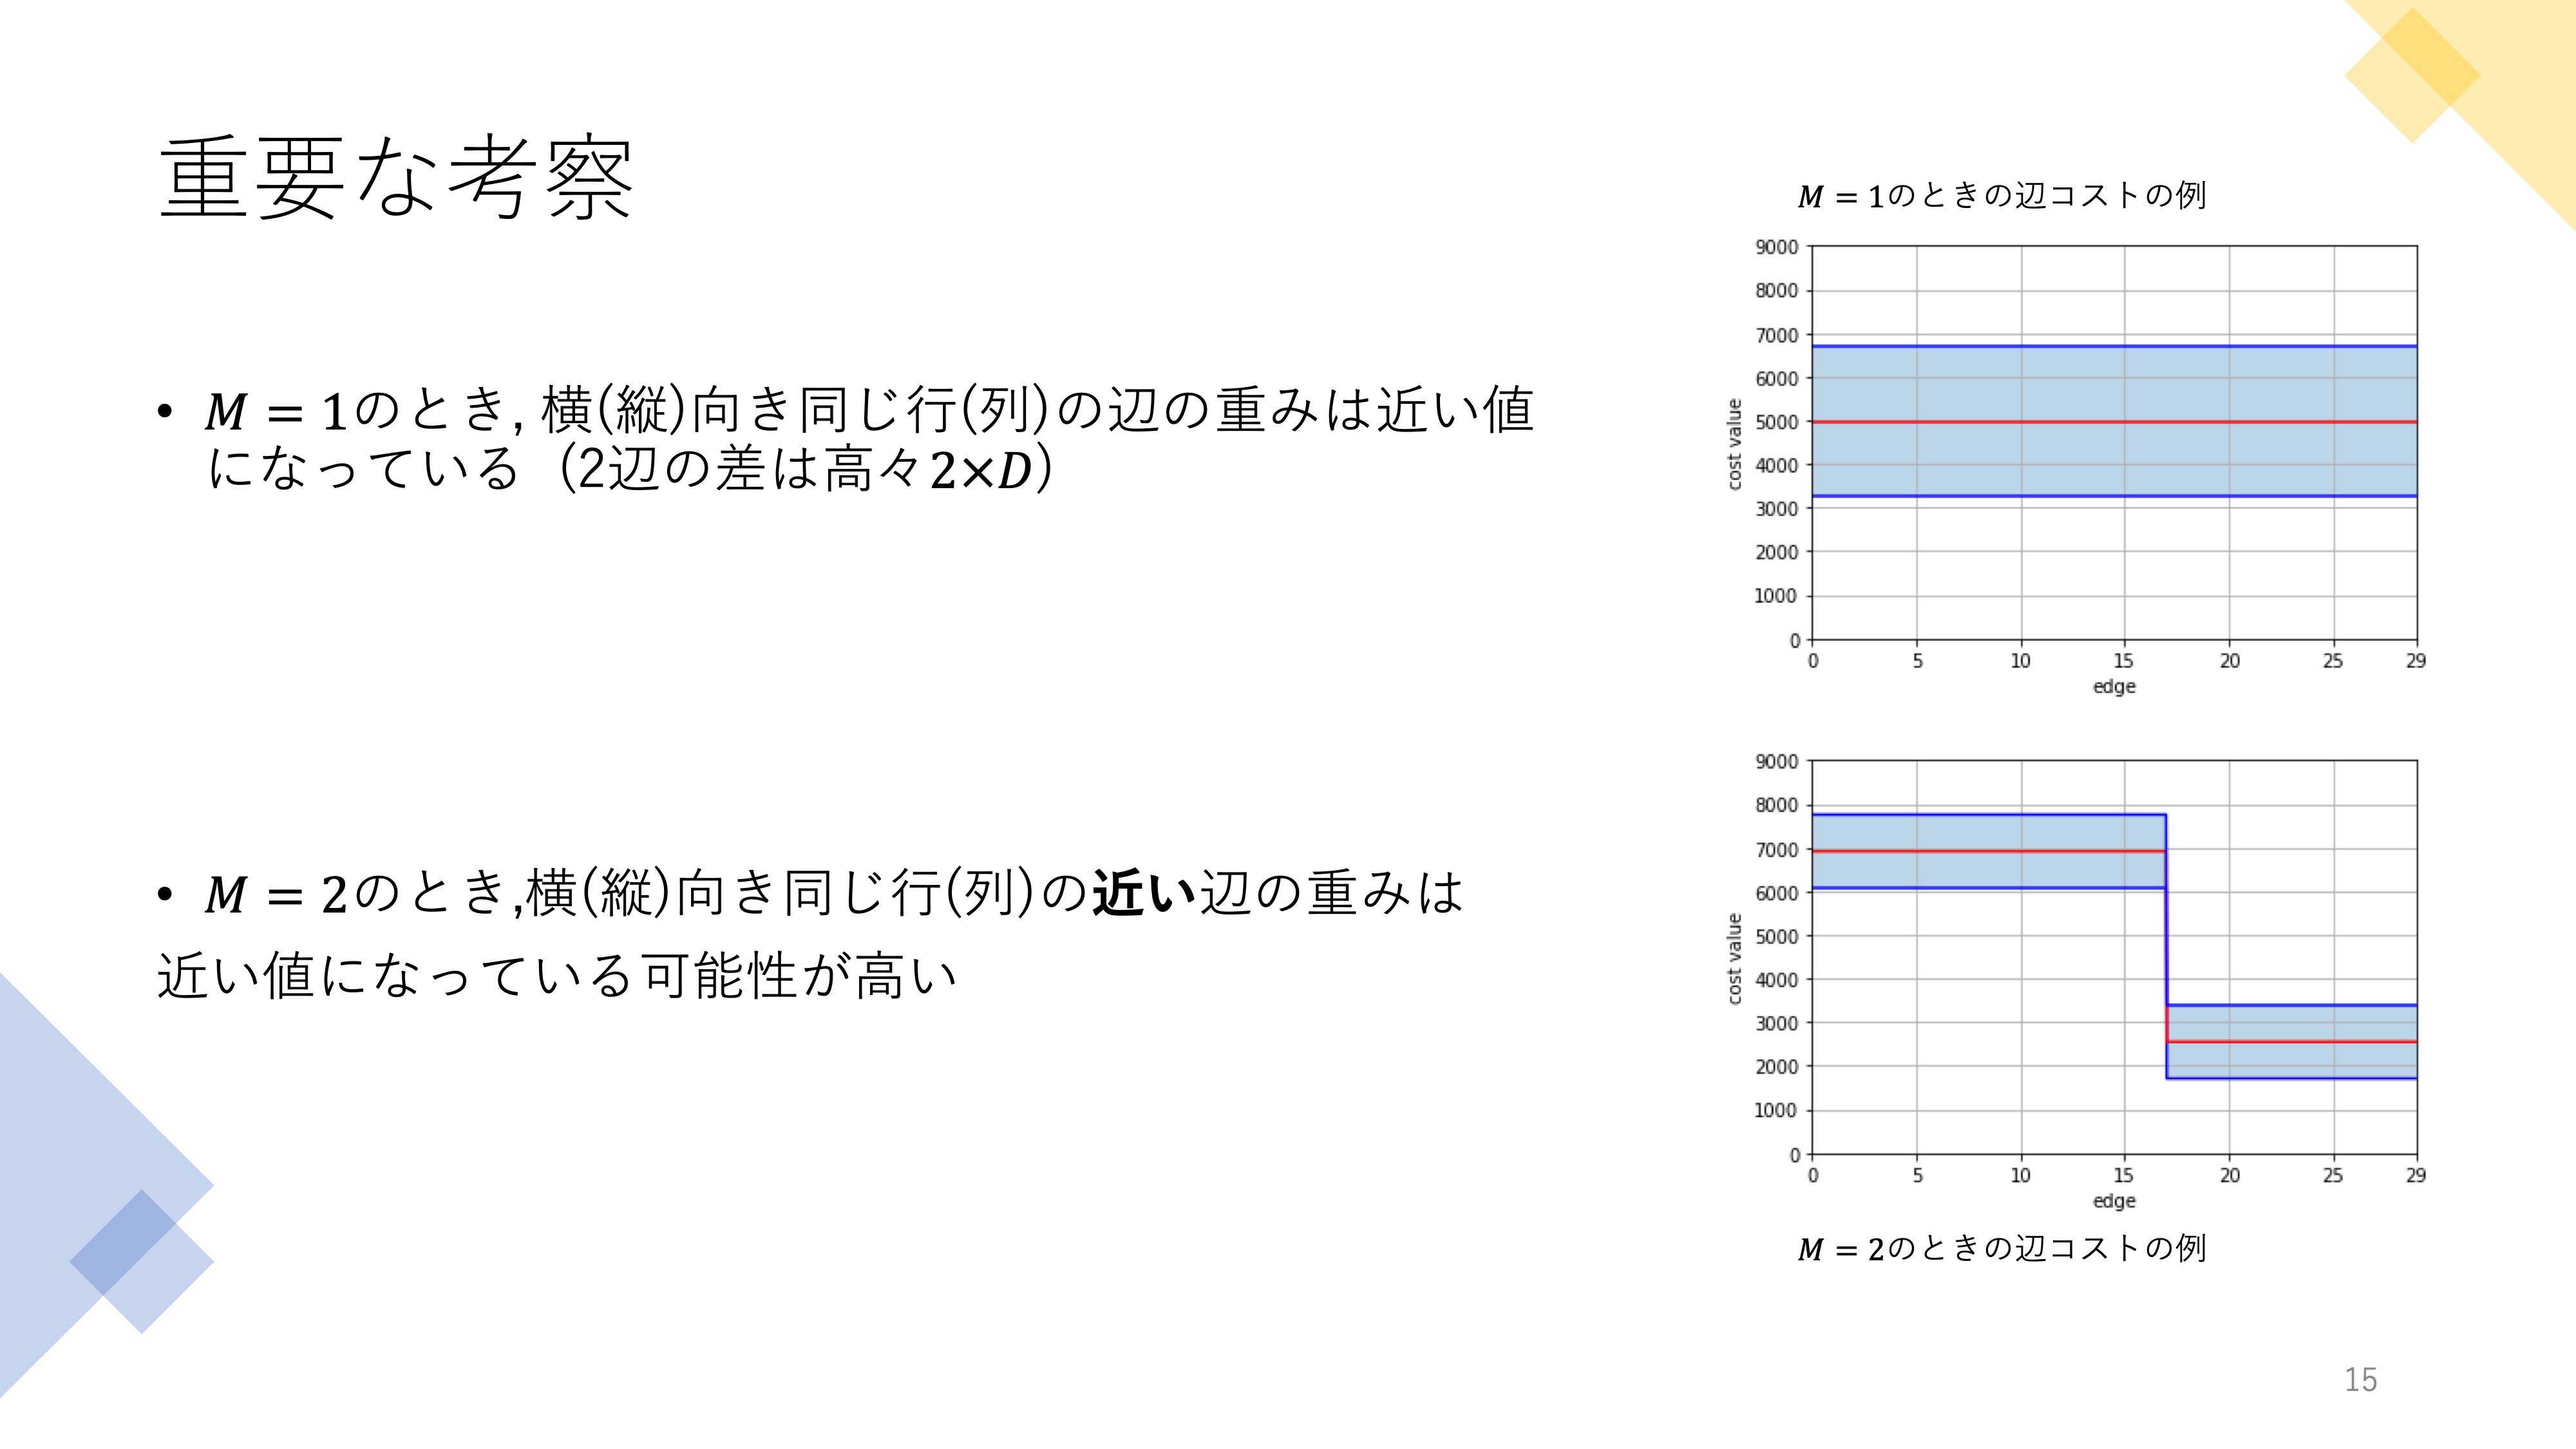 重要な考察
M = 1のとき, 横(縦)向き同じ行(列)の辺の重みは近い値
になっている（2辺の差は高々2×D）
• M = 2のとき,横(縦)向き同じ行(列)の近い辺の重みは
近い値になっている可能性が高い
M = 1のときの辺コストの例
9000
8000
7000
6000
5000
4000
3000
2000
1000
0
cost value
0 5 10 15 20 25 29
edge
9000
8000
7000
6000
5000
4000
3000
2000
1000
0
cost value
0 5 10 15 20 25 29
edge
M = 2のときの辺コストの例
15